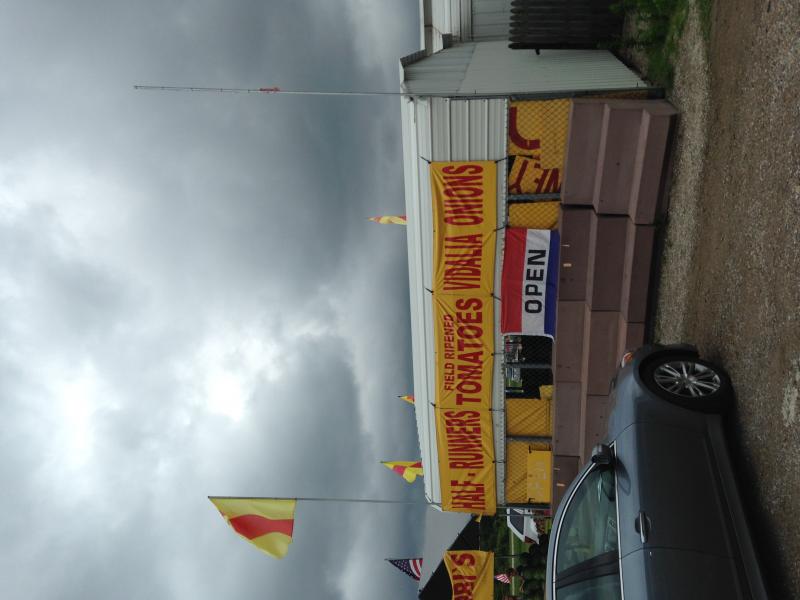 HALF-RUNNERS
FIELD RIPENED
TOMATOES
VIDALIA ONIONS
OPEN